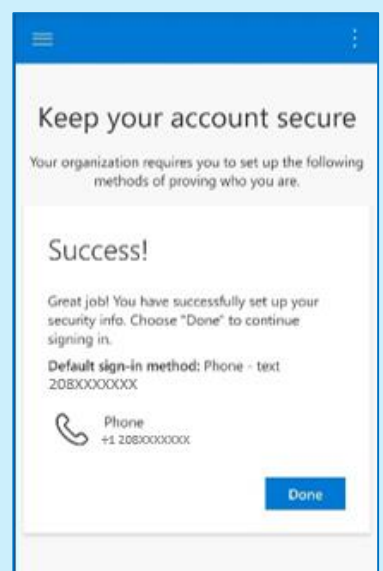 Keep your account secure
Your organization requires you to set up the following
methods of proving who you are.
Success!
Great job! You have successfully set up your
security info. Choose "Done" to continue
signing in.
Default sign-in method: Phone - text
208XXXXXXX
Phone
+1 208XXXXXXX
Done